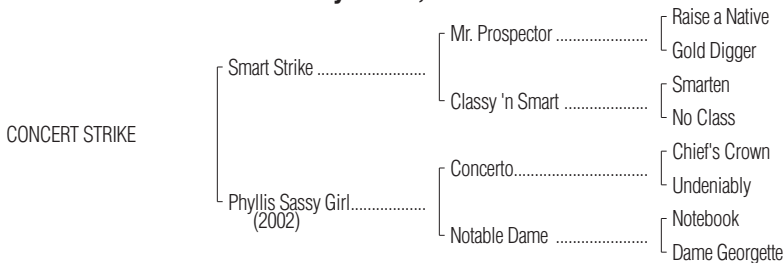 Raise a Native
Mr. Prospector .......................
Gold Digger
Smart Strike ...........................
Smarten
Classy 'n Smart .....................
No Class
CONCERT STRIKE
Chief's Crown
Concerto..................................
Undeniably
Phyllis Sassy Girl...................
(2002)
Notebook
Notable Dame .......................
Dame Georgette